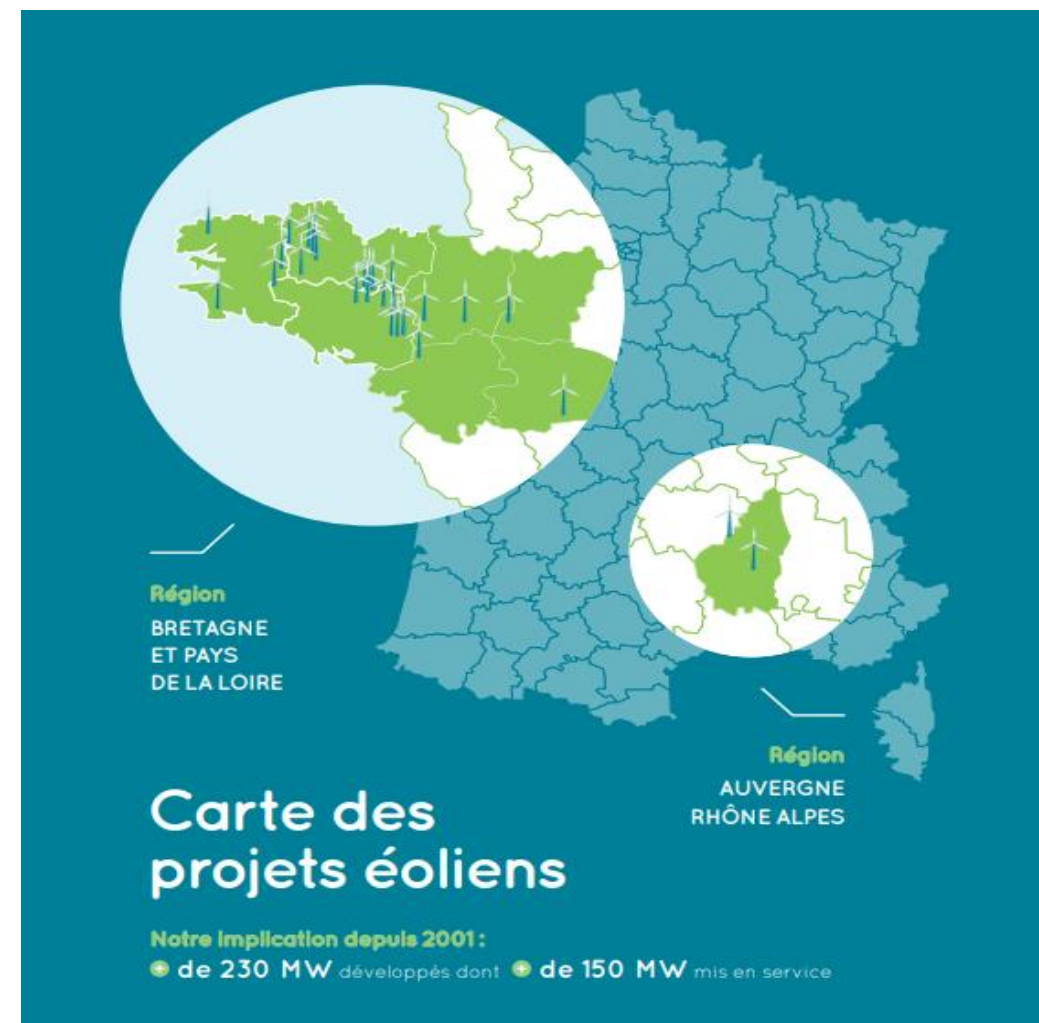 Région
BRETAGNE
ET PAYS
DE LA LOIRE
Région
AUVERGNE
RHÔNE ALPES
Carte des
projets éoliens
Notre implication depuis 2001 :
+ de 230 MW développés dont + de 150 MW mis en service